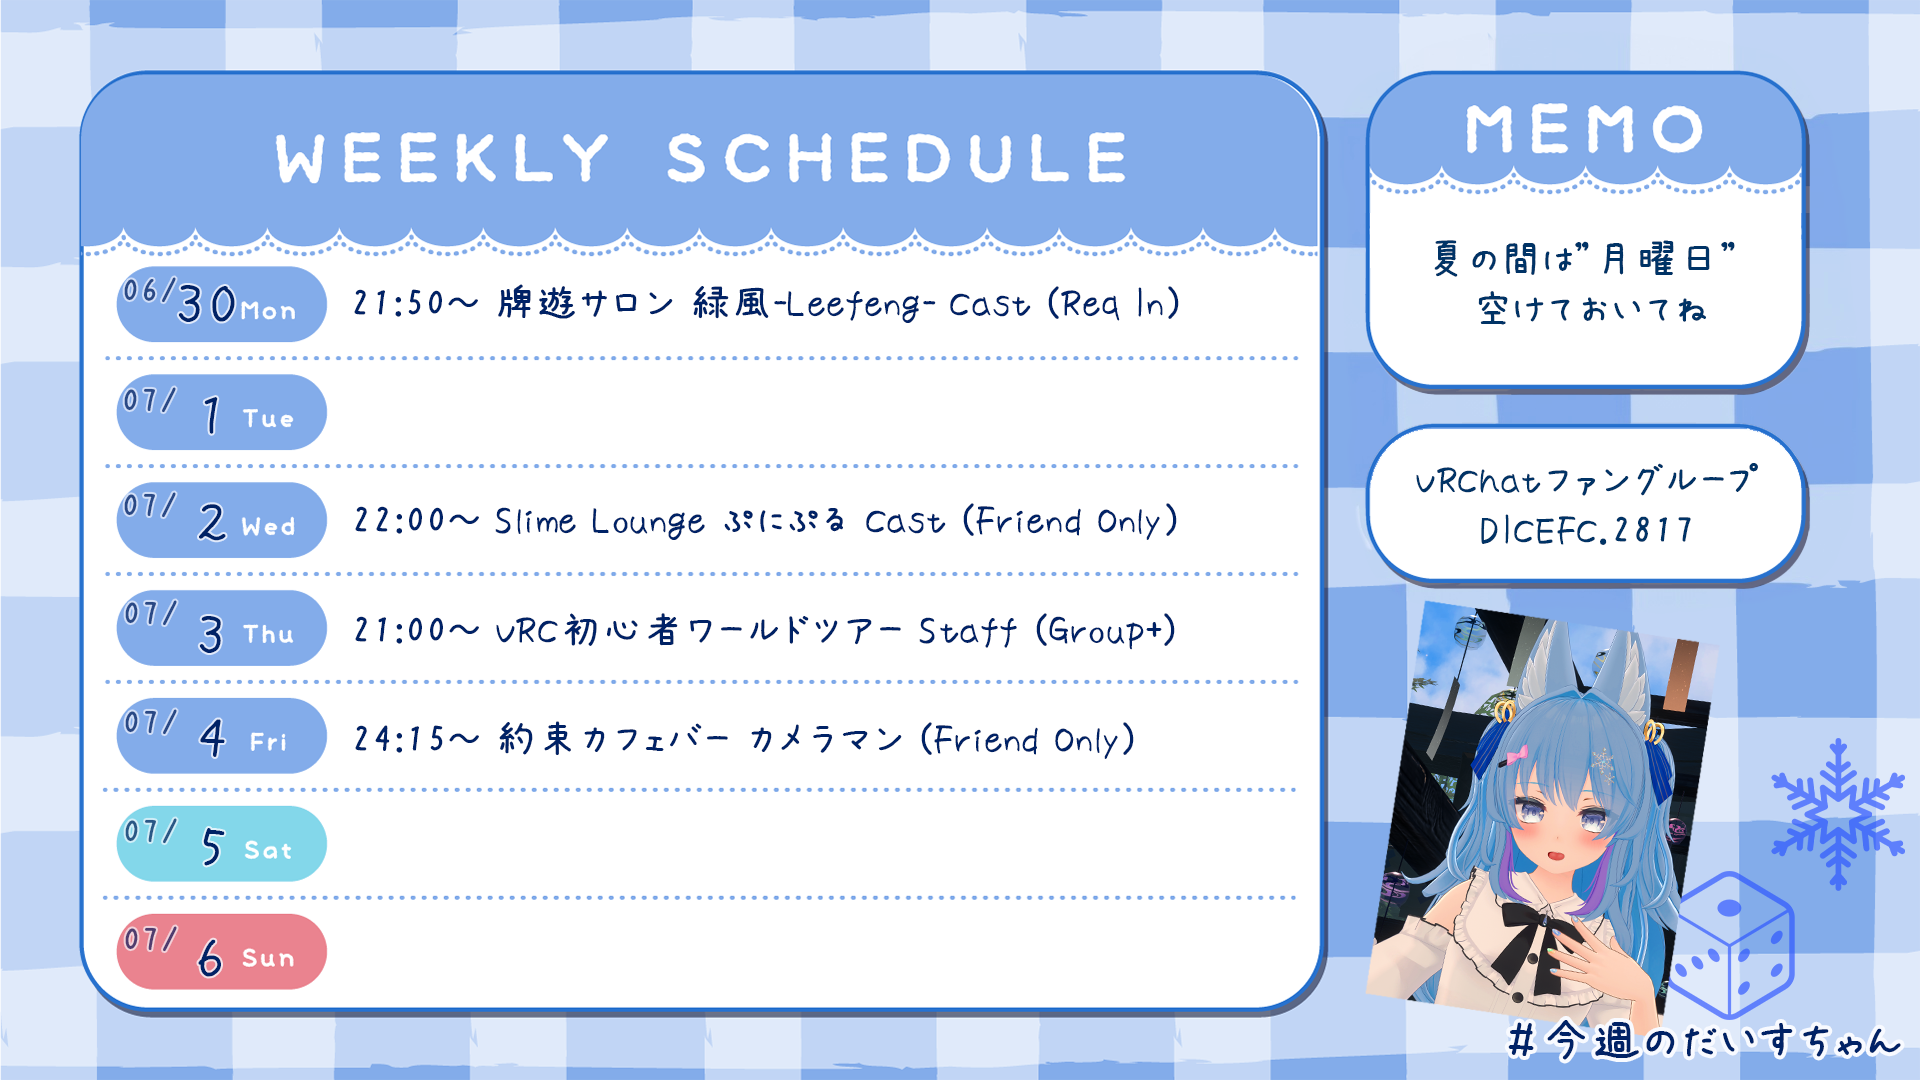 WEEKLY SCHEDULE
06/30 Mon 21:50～ 牌遊サロン 緑風-Leefeng- Cast (Req In)
07/1 Tue
07/2 Wed 22:00～ Slime Lounge ぷにぷる Cast (Friend Only)
07/3 Thu 21:00～ VRC初心者ワールドツアー Staff (Group+)
07/4 Fri 24:15～ 約束カフェバー カメラマン (Friend Only)
07/5 Sat
07/6 Sun
MEMO
夏の間は”月曜日”
空けておいてね
VRChatファングループ
DICEFC.2817
#今週のだいすちゃん